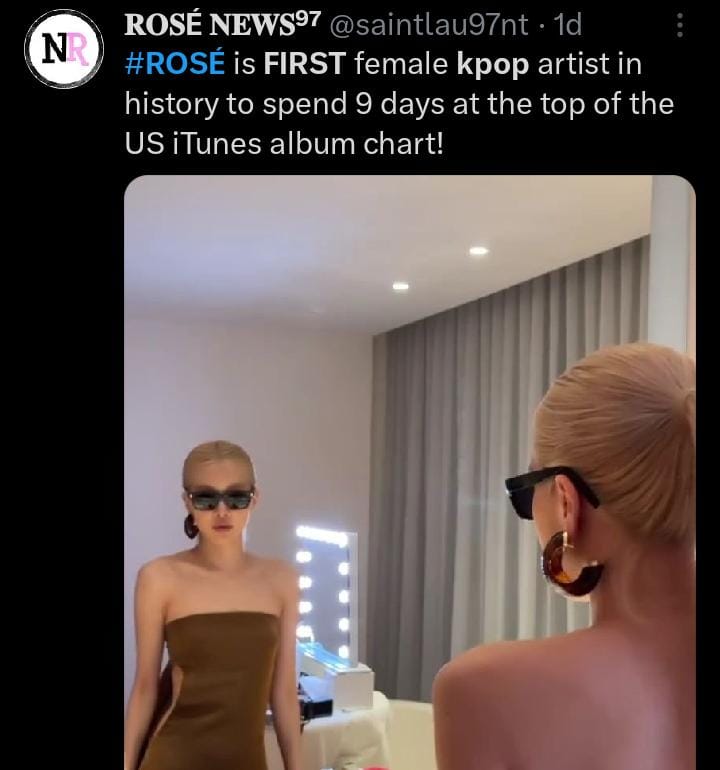 NR
ROSÉ NEWS⁹⁷ @saintlau97nt · 1d
#ROSÉ is FIRST female kpop artist in
history to spend 9 days at the top of the
US iTunes album chart!